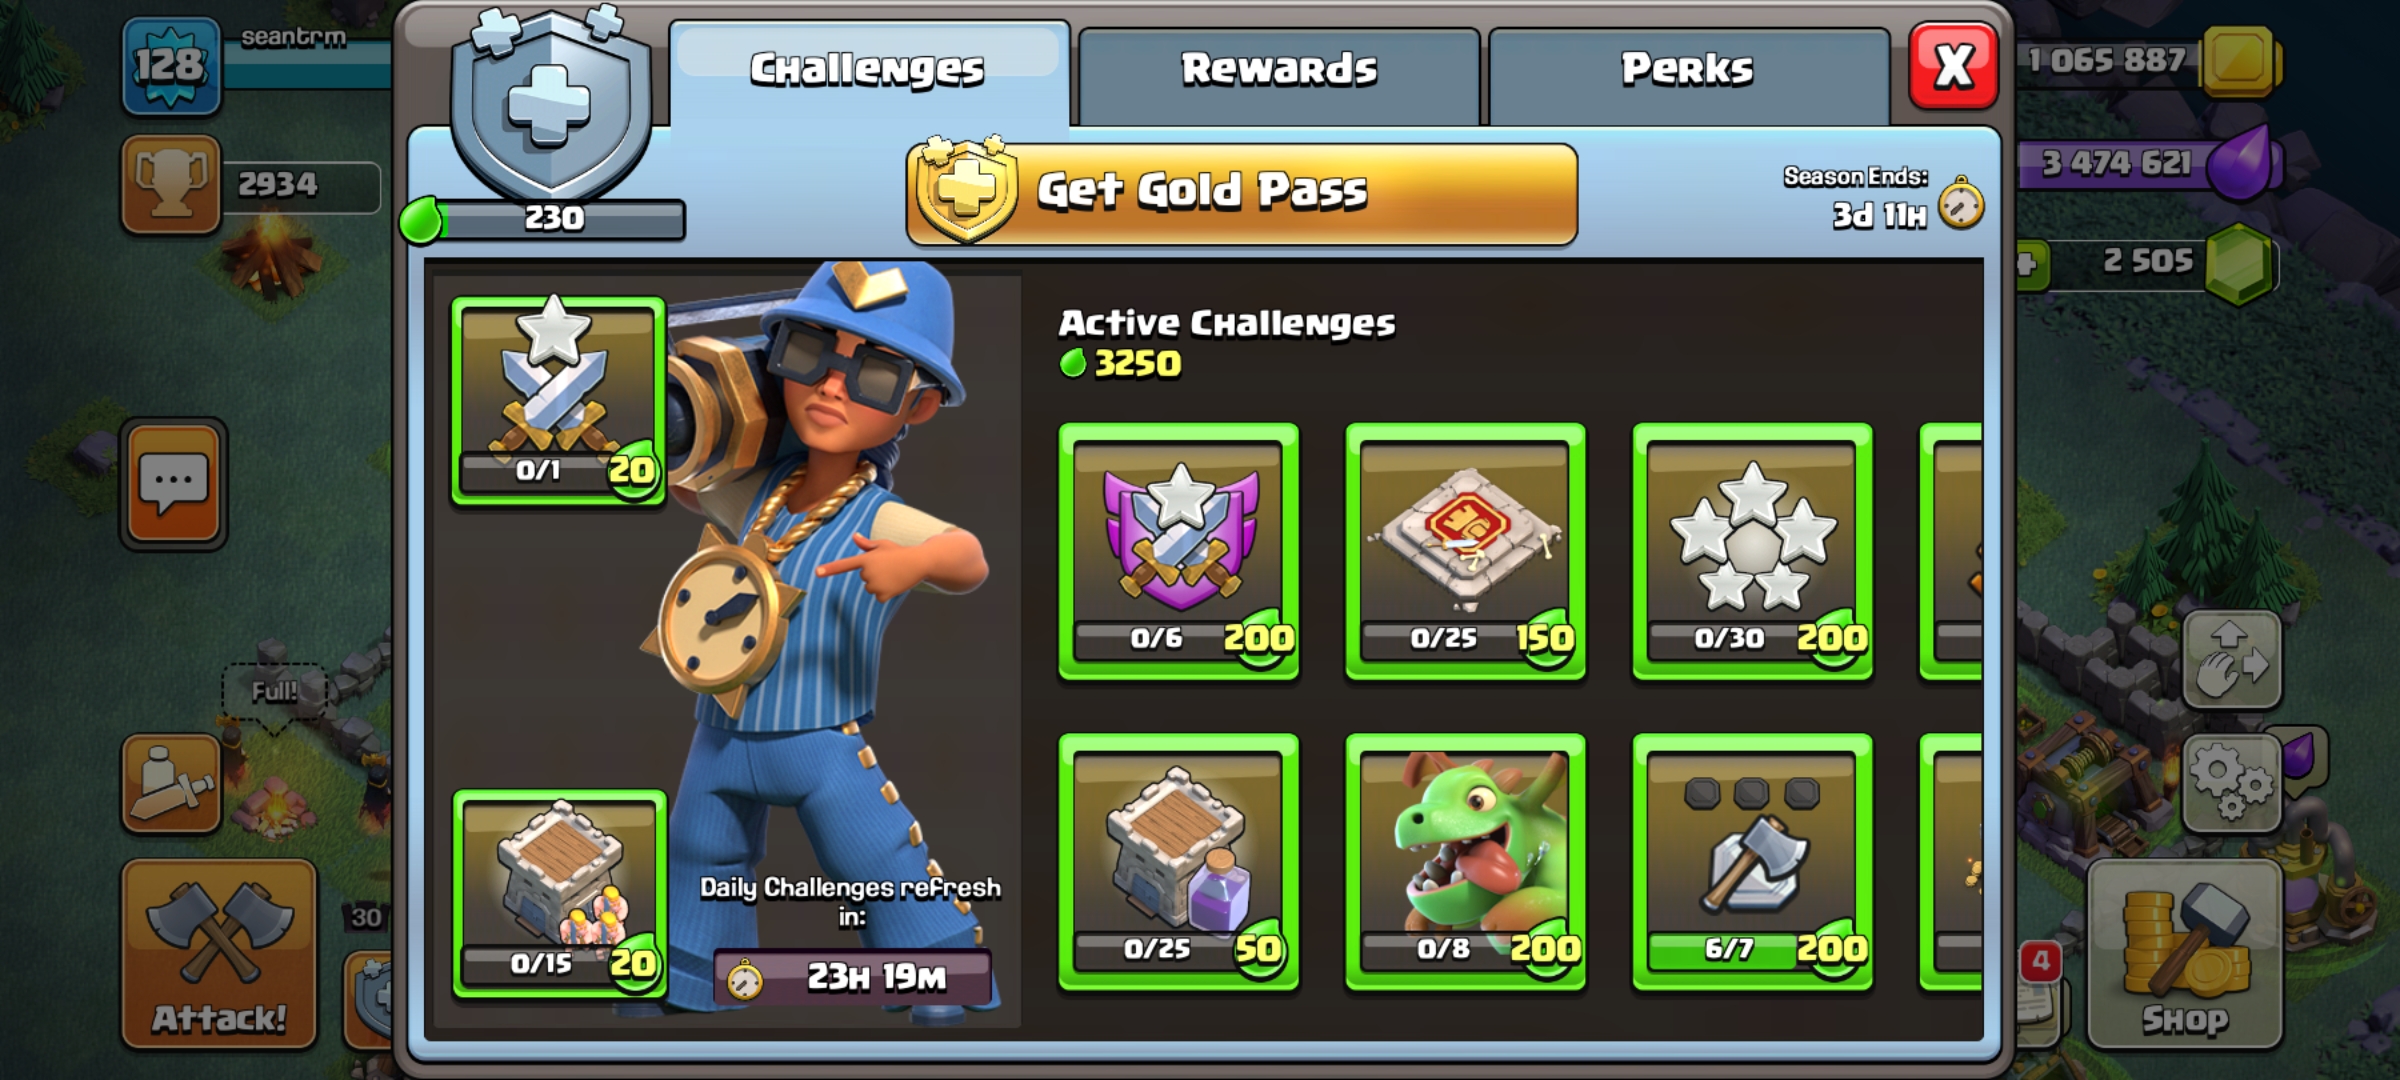 128
seantrm
2934
Challenges
Rewards
Perks
X
1 065 887
3 474 621
2 505
230
Get Gold Pass
Season Ends:
3d 11H
Active Challenges
3250
0/1
20
0/6
200
0/25
150
0/30
200
Full!
0/15
20
Daily Challenges refresh
in:
23H 19M
0/25
50
0/8
200
6/7
200
Attack!
30
4
Shop